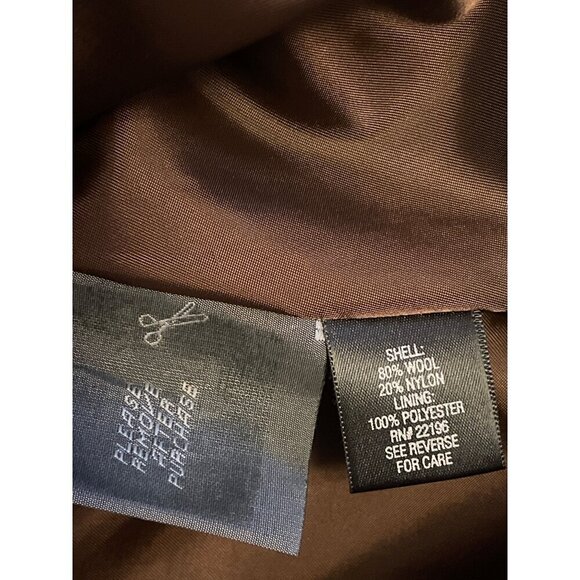 PLEASE
REMOVE
AFTER
PURCHASE
SHELL:
80% WOOL
20% NYLON
LINING:
100% POLYESTER
RN# 22196
SEE REVERSE
FOR CARE